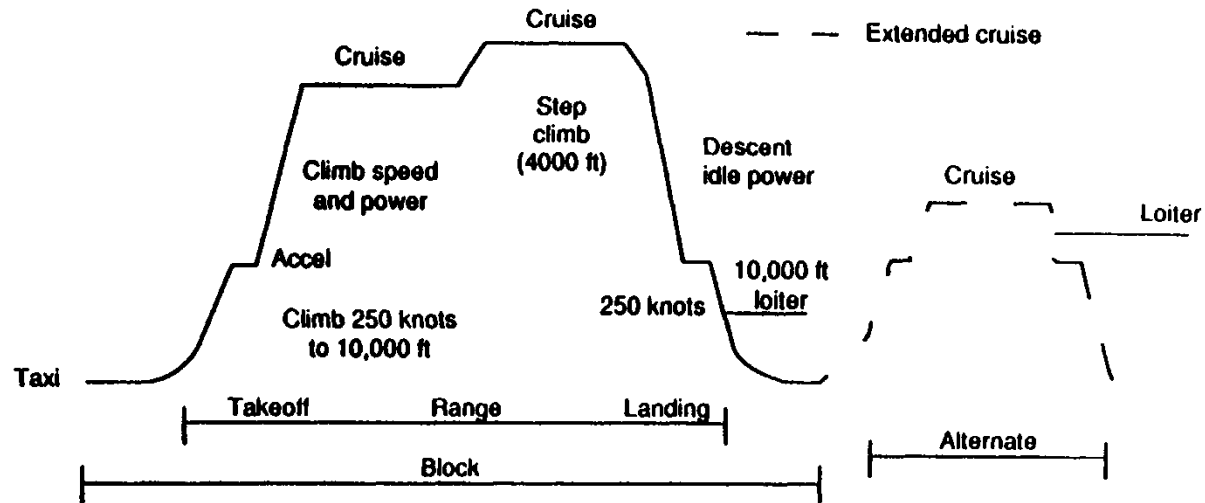 Cruise
Extended cruise
Cruise
Step
climb
(4000 ft)
Descent
idle power
Climb speed
and power
Cruise
Loiter
Accel
10,000 ft
loiter
250 knots
Climb 250 knots
to 10,000 ft
Taxi
Takeoff
Range
Landing
Alternate
Block